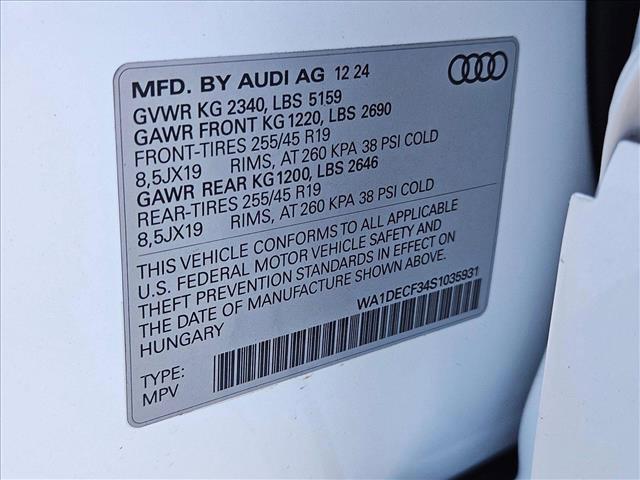 MFD. BY AUDI AG 12 24
GVWR KG 2340, LBS 5159
GAWR FRONT KG 1220, LBS 2690
FRONT-TIRES 255/45 R19
8,5JX19 RIMS, AT 260 KPA 38 PSI COLD
GAWR REAR KG1200, LBS 2646
REAR-TIRES 255/45 R19
8,5JX19 RIMS, AT 260 KPA 38 PSI COLD
THIS VEHICLE CONFORMS TO ALL APPLICABLE
U.S. FEDERAL MOTOR VEHICLE SAFETY AND
THEFT PREVENTION STANDARDS IN EFFECT ON
THE DATE OF MANUFACTURE SHOWN ABOVE.
HUNGARY WA1DECF34S1035931
TYPE:
MPV